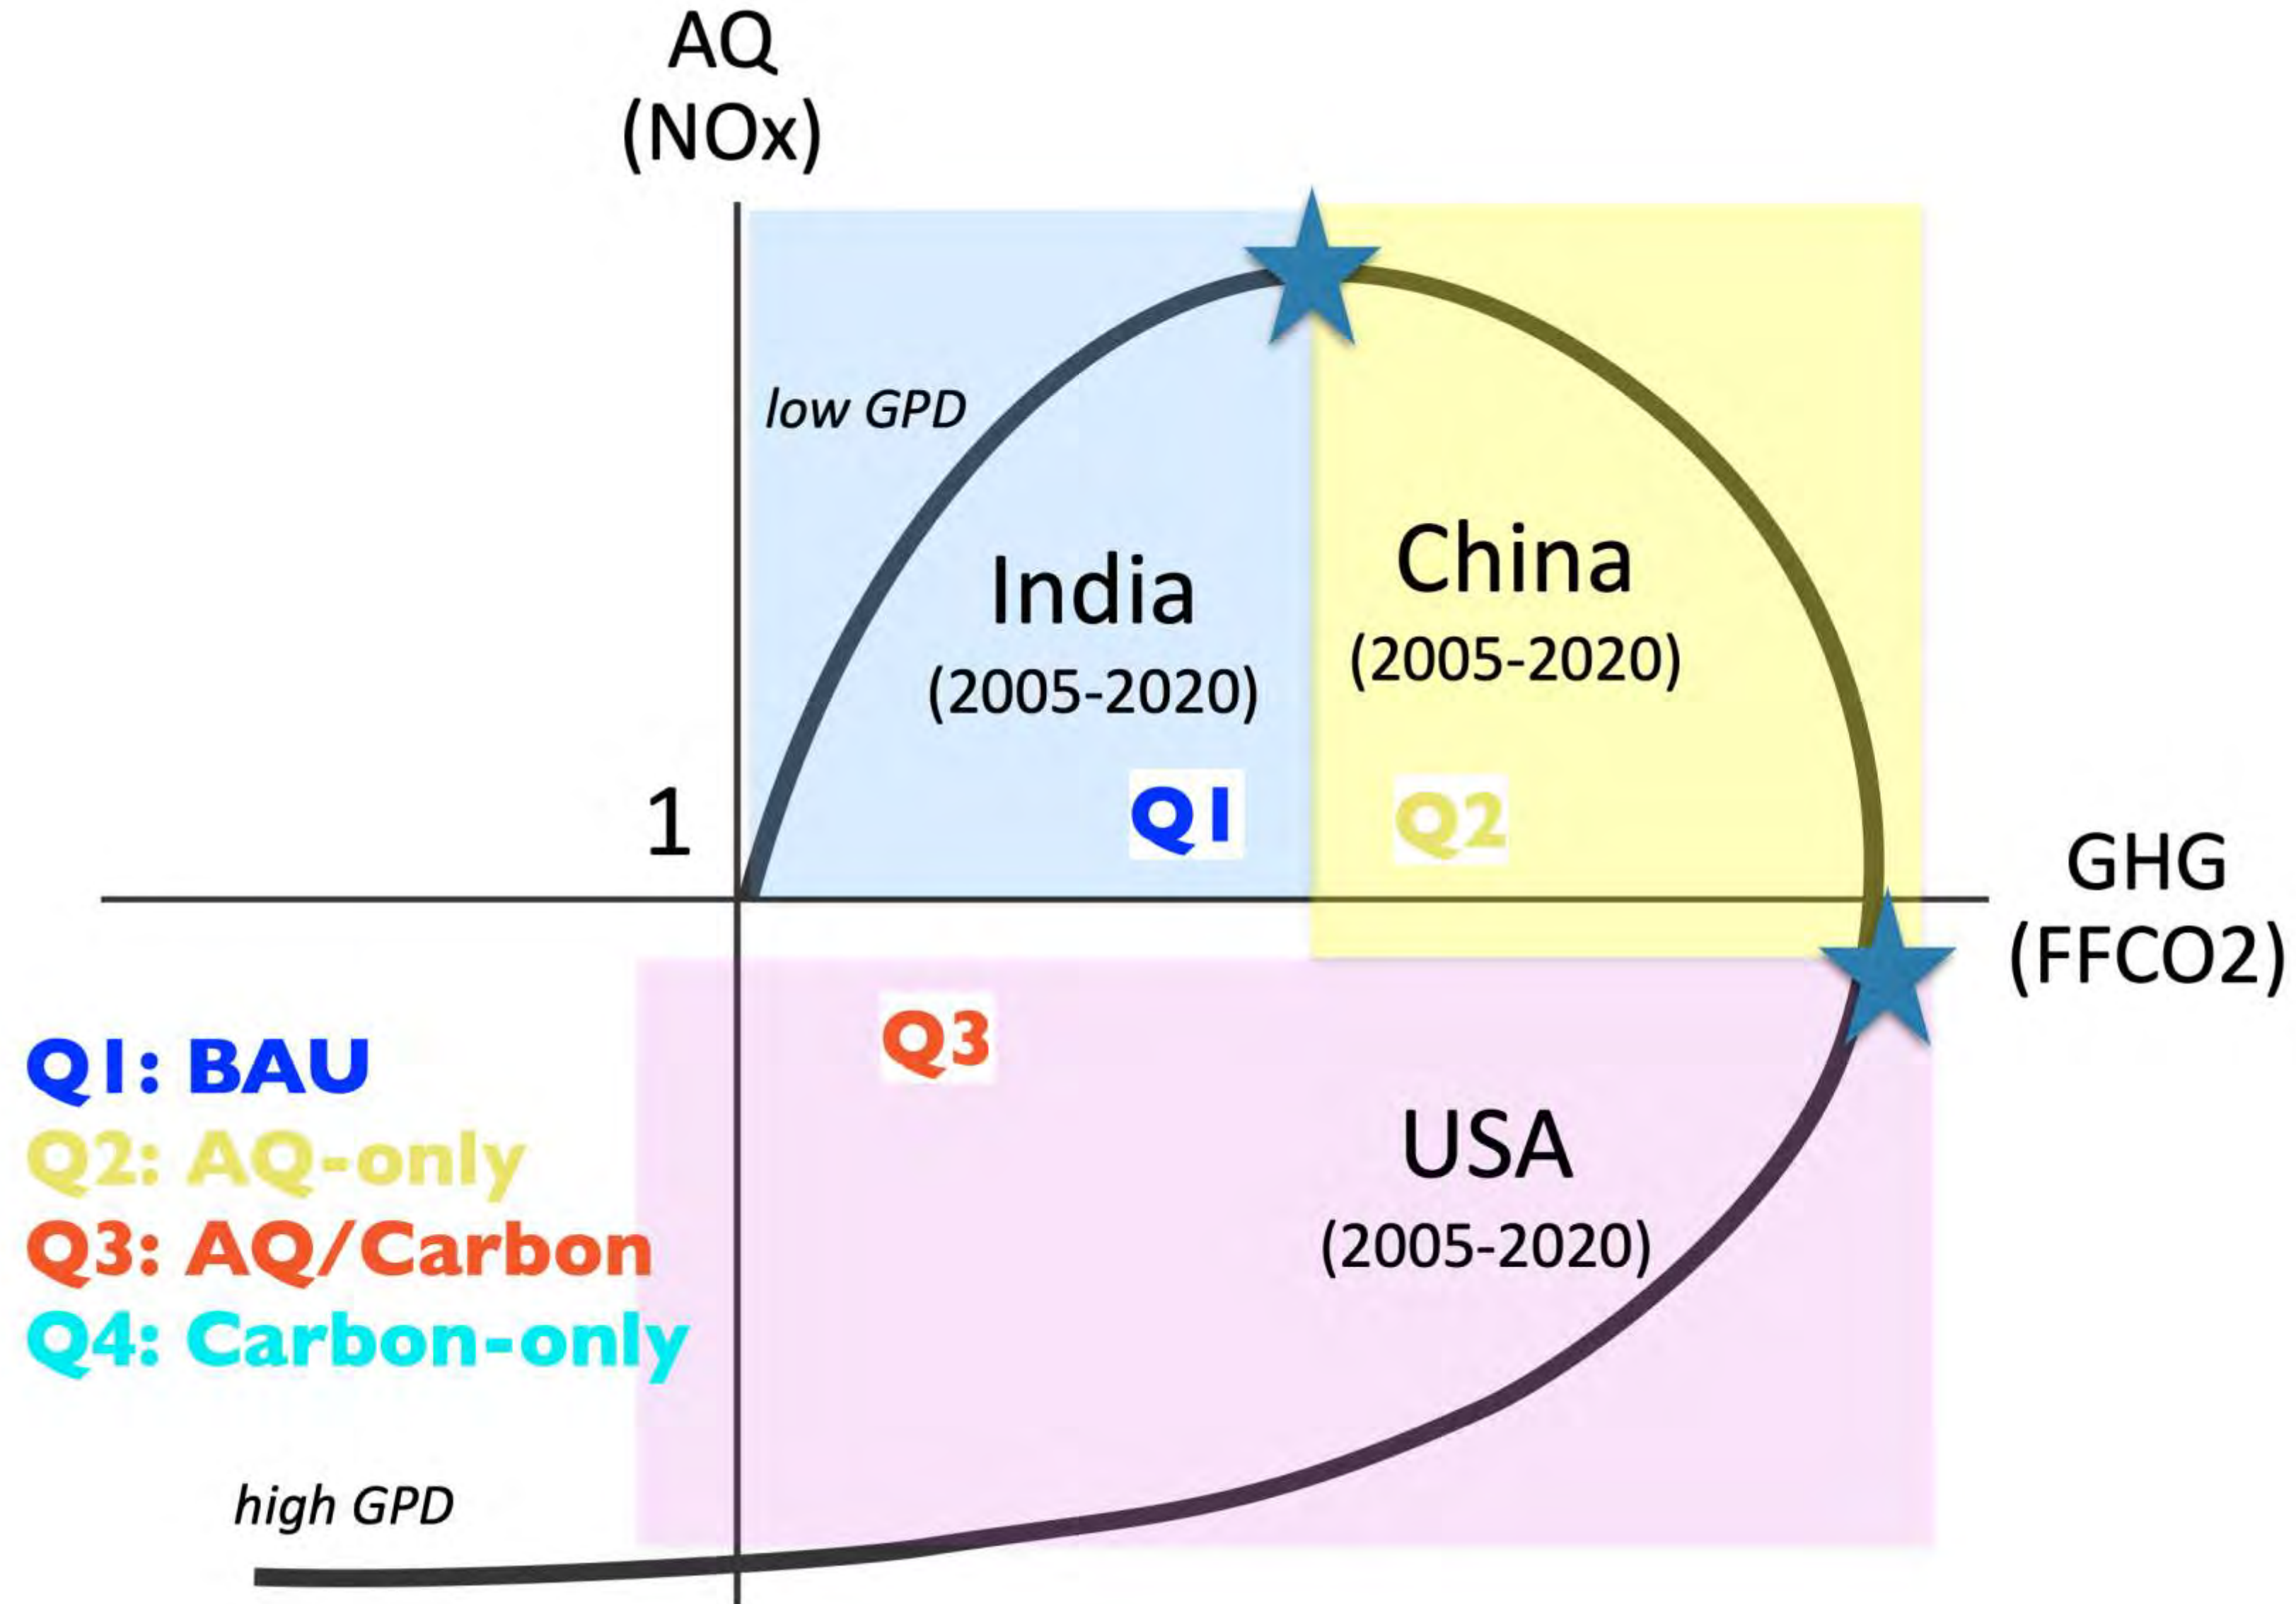 AQ
(NOx)
low GPD
India
(2005-2020)
China
(2005-2020)
1
Q1
Q2
GHG
(FFCO2)
Q3
Q1: BAU
Q2: AQ-only
Q3: AQ/Carbon
Q4: Carbon-only
USA
(2005-2020)
high GPD